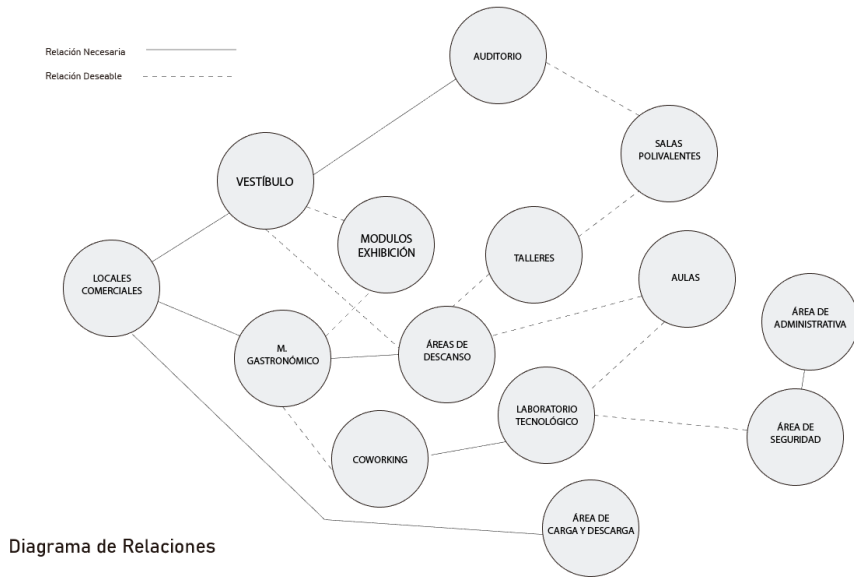 Relación Necesaria
Relación Deseable
AUDITORIO
SALAS
POLIVALENTES
VESTÍBULO
MODULOS
EXHIBICIÓN
TALLERES
AULAS
LOCALES
COMERCIALES
ÁREA DE
ADMINISTRATIVA
M.
GASTRONÓMICO
ÁREAS DE
DESCANSO
LABORATORIO
TECNOLÓGICO
ÁREA DE
SEGURIDAD
COWORKING
ÁREA DE
CARGA Y DESCARGA
Diagrama de Relaciones